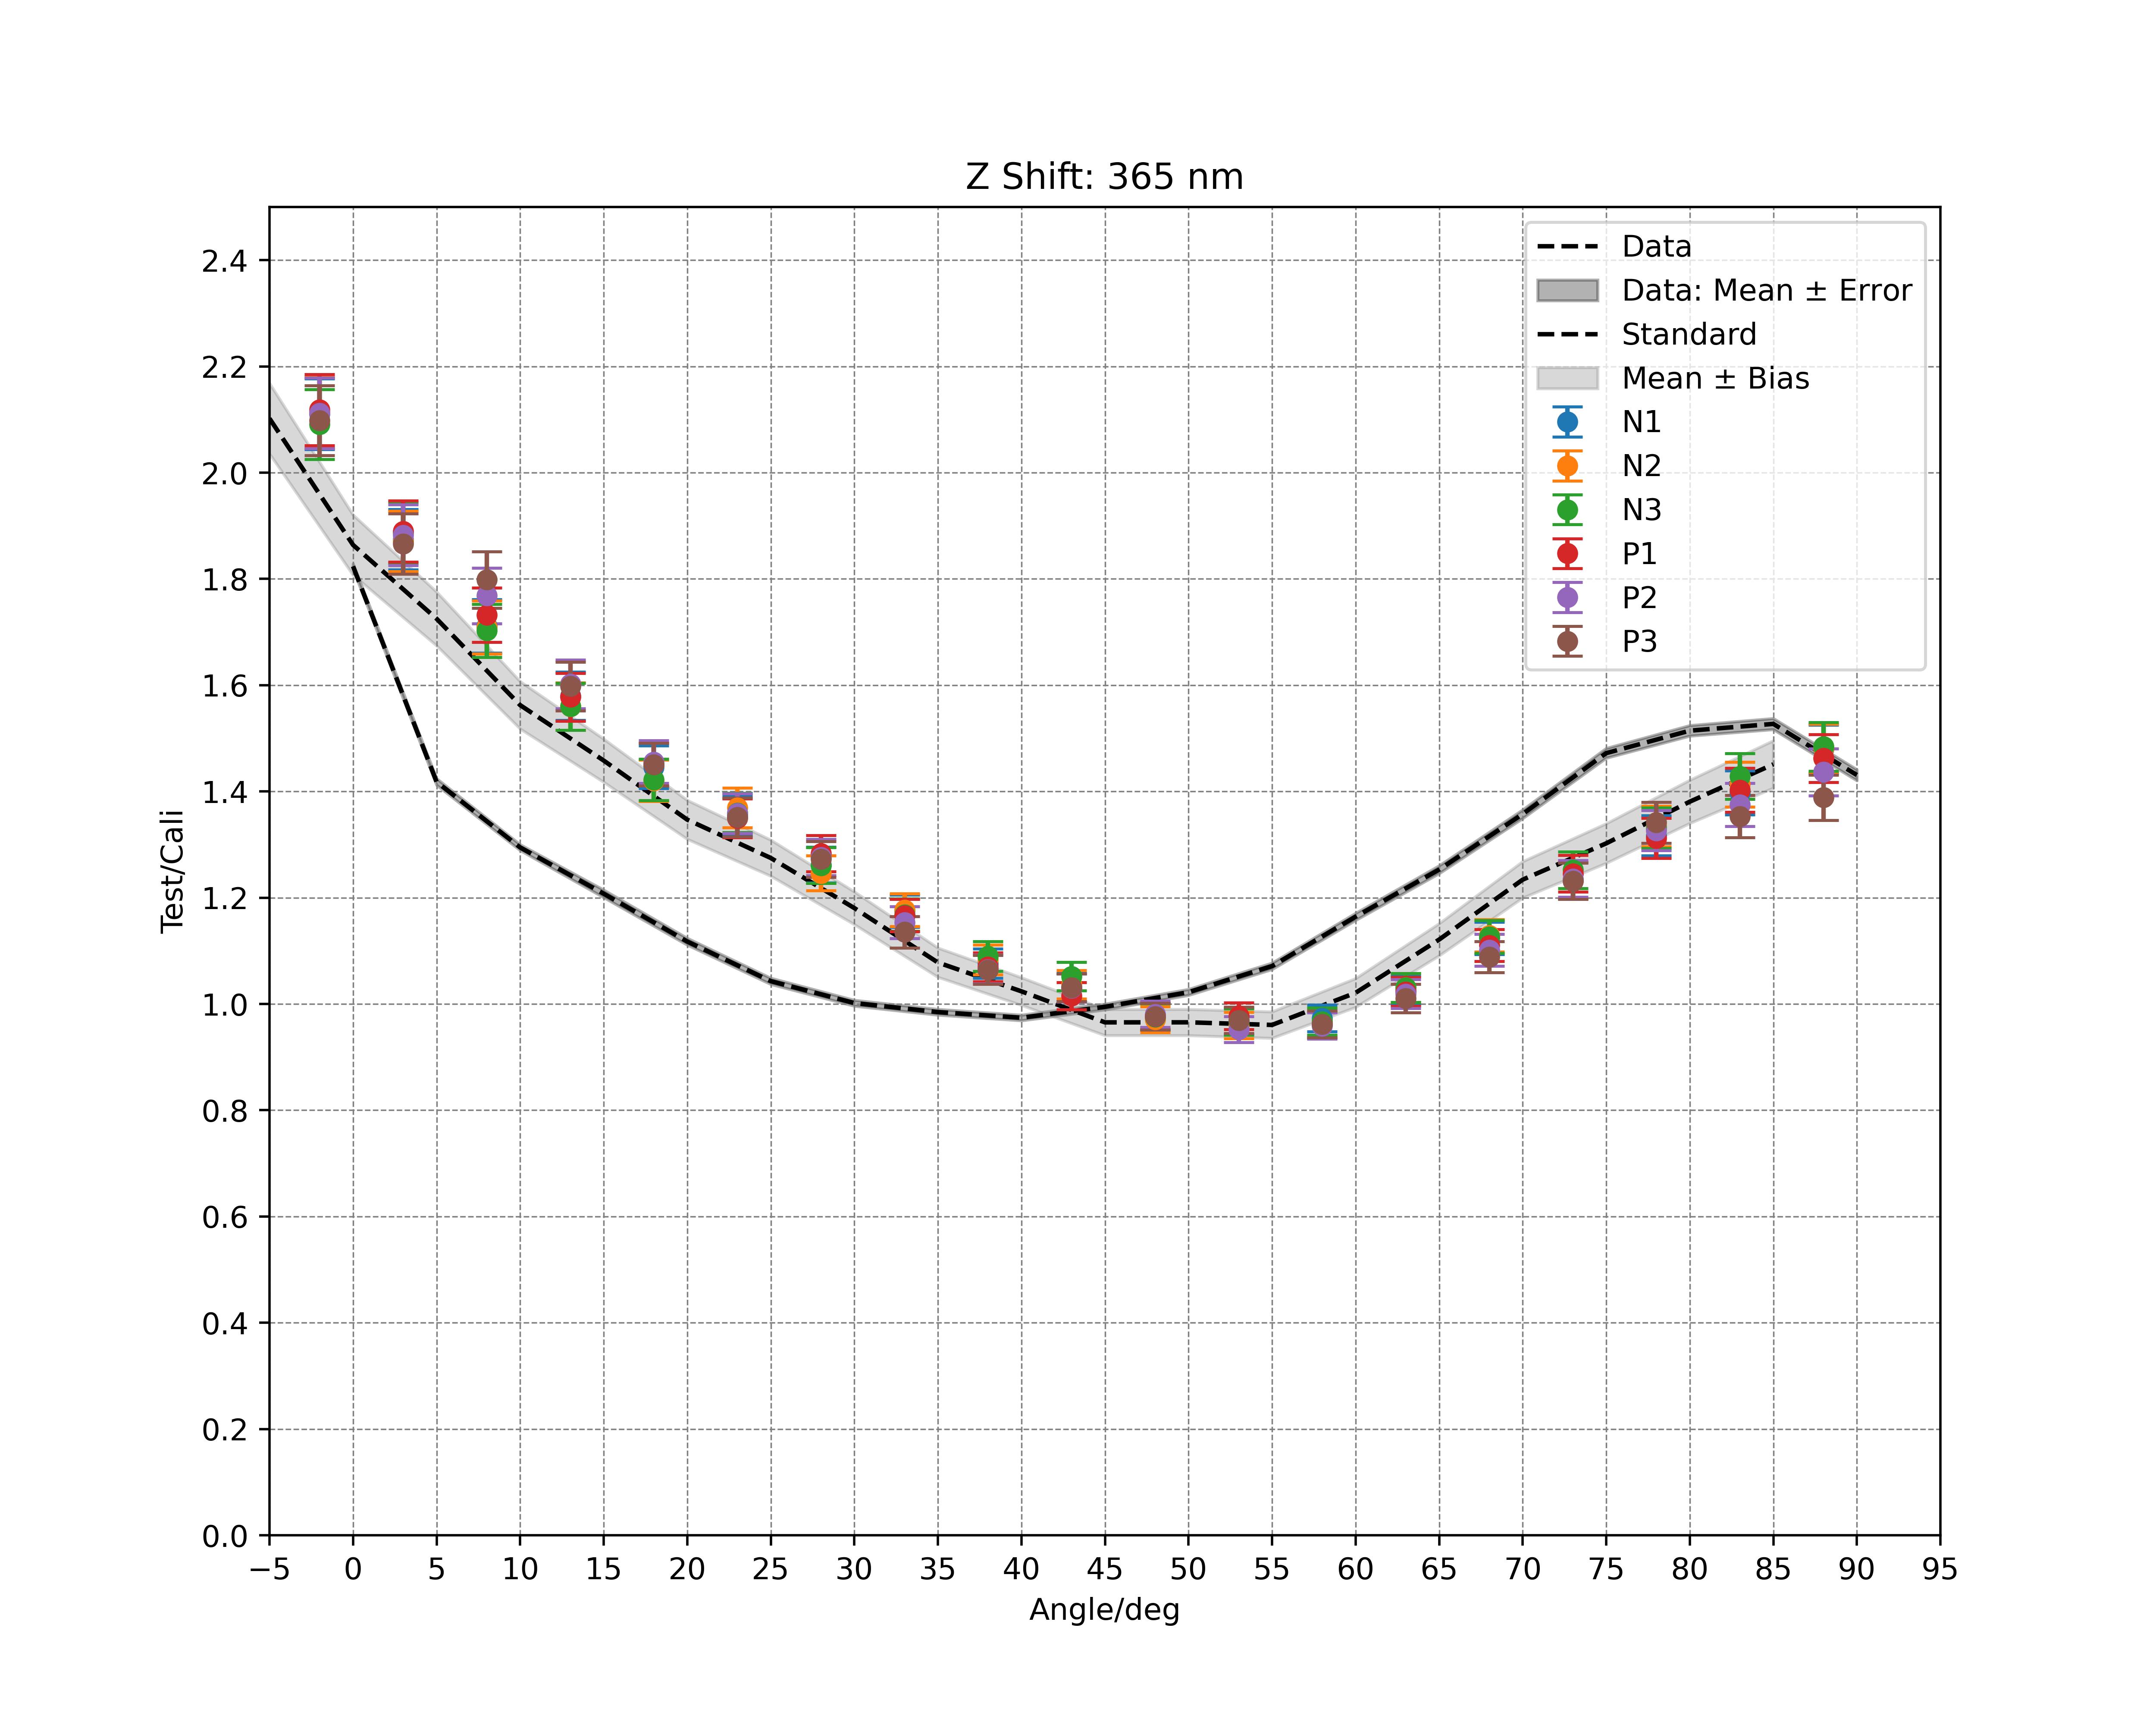 Z Shift: 365 nm
Test/Cali
2.4
2.2
2.0
1.8
1.6
1.4
1.2
1.0
0.8
0.6
0.4
0.2
0.0
Data
Data: Mean ± Error
Standard
Mean ± Bias
N1
N2
N3
P1
P2
P3
−5 0 5 10 15 20 25 30 35 40 45 50 55 60 65 70 75 80 85 90 95
Angle/deg